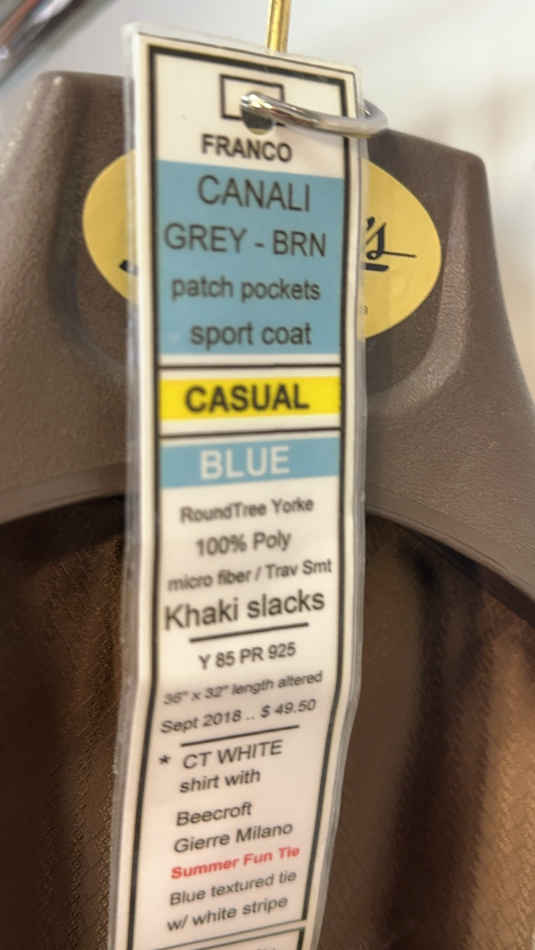 FRANCO
CANALI
GREY - BRN
patch pockets
sport coat
CASUAL
BLUE
RoundTree Yorke
100% Poly
micro fiber / Trav Smt
Khaki slacks
Y 85 PR 925
36" x 32" length altered
Sept 2018 .. $ 49.50
* CT WHITE
shirt with
Beecroft
Gierre Milano
Summer Fun Tie
Blue textured tie
w/ white stripe